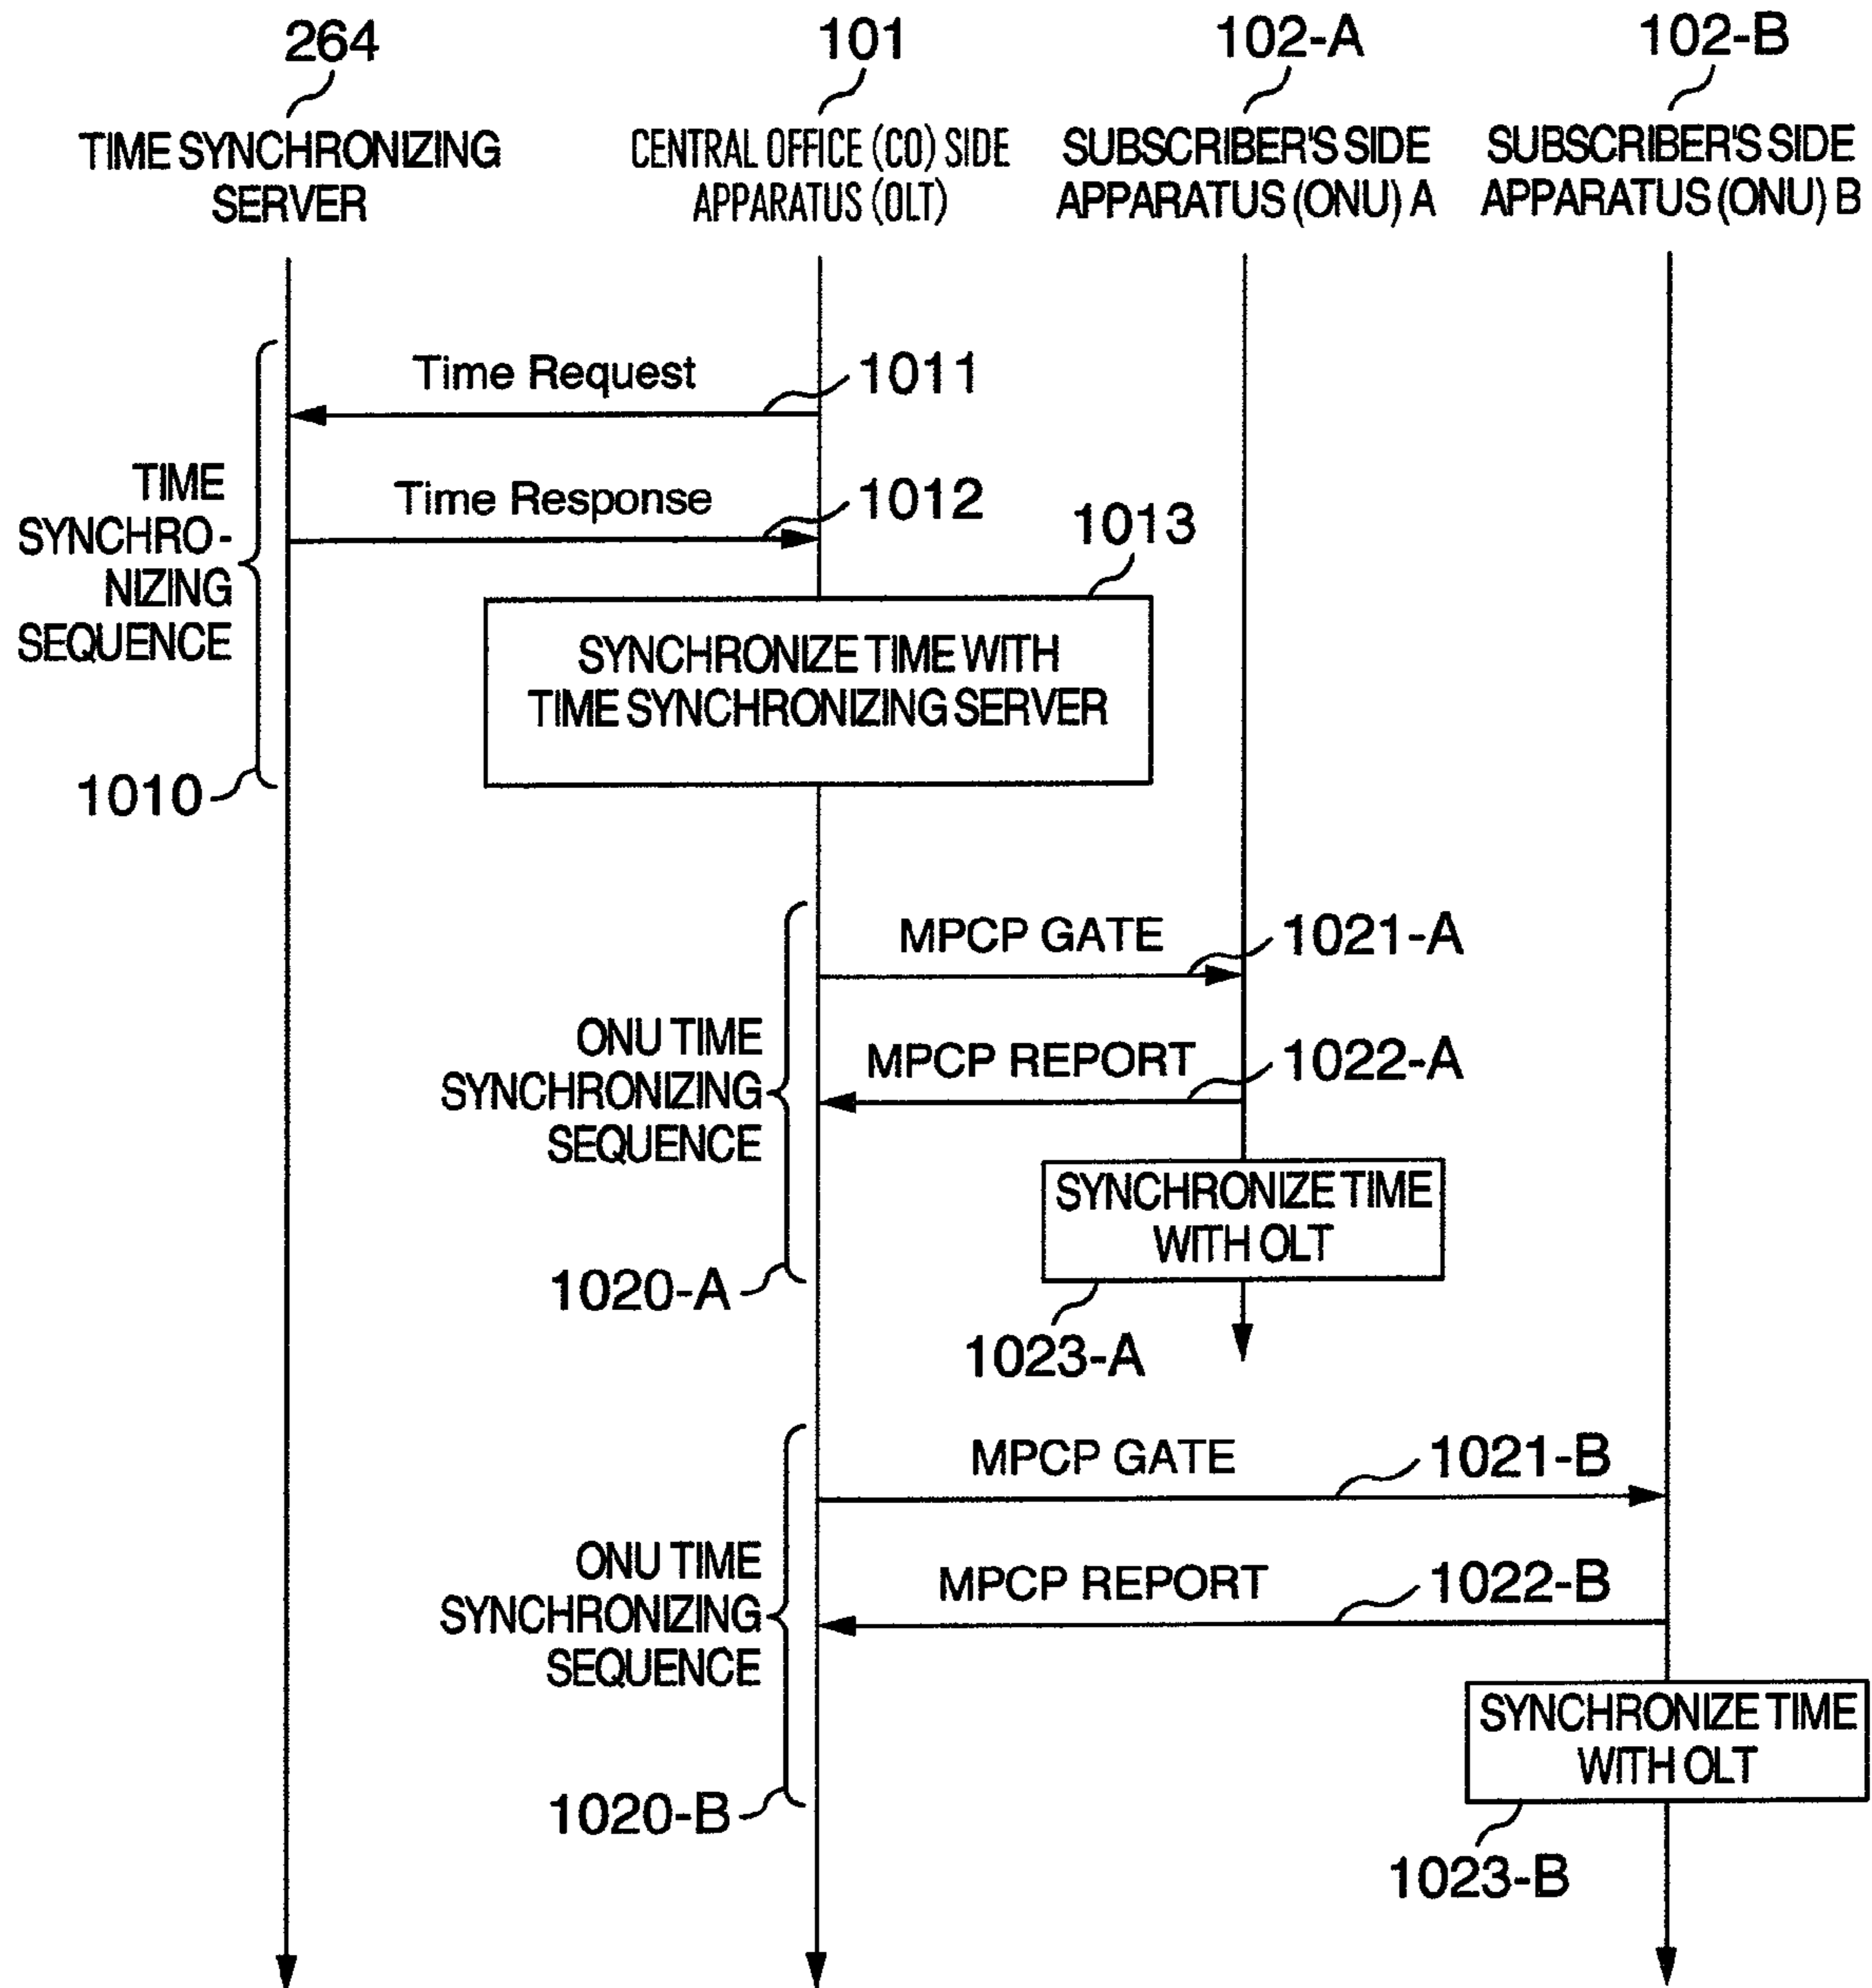 264
101
102-A
102-B
TIME SYNCHRONIZING
SERVER
CENTRAL OFFICE (CO) SIDE
APPARATUS (OLT)
SUBSCRIBER'S SIDE
APPARATUS (ONU) A
SUBSCRIBER'S SIDE
APPARATUS (ONU) B
Time Request
1011
Time Response
1012
1013
TIME
SYNCHRO-
NIZING
SEQUENCE
SYNCHRONIZE TIME WITH
TIME SYNCHRONIZING SERVER
1010
MPCP GATE
1021-A
ONU TIME
SYNCHRONIZING
SEQUENCE
MPCP REPORT
1022-A
SYNCHRONIZE TIME
WITH OLT
1020-A
1023-A
MPCP GATE
1021-B
ONU TIME
SYNCHRONIZING
SEQUENCE
MPCP REPORT
1022-B
SYNCHRONIZE TIME
WITH OLT
1020-B
1023-B